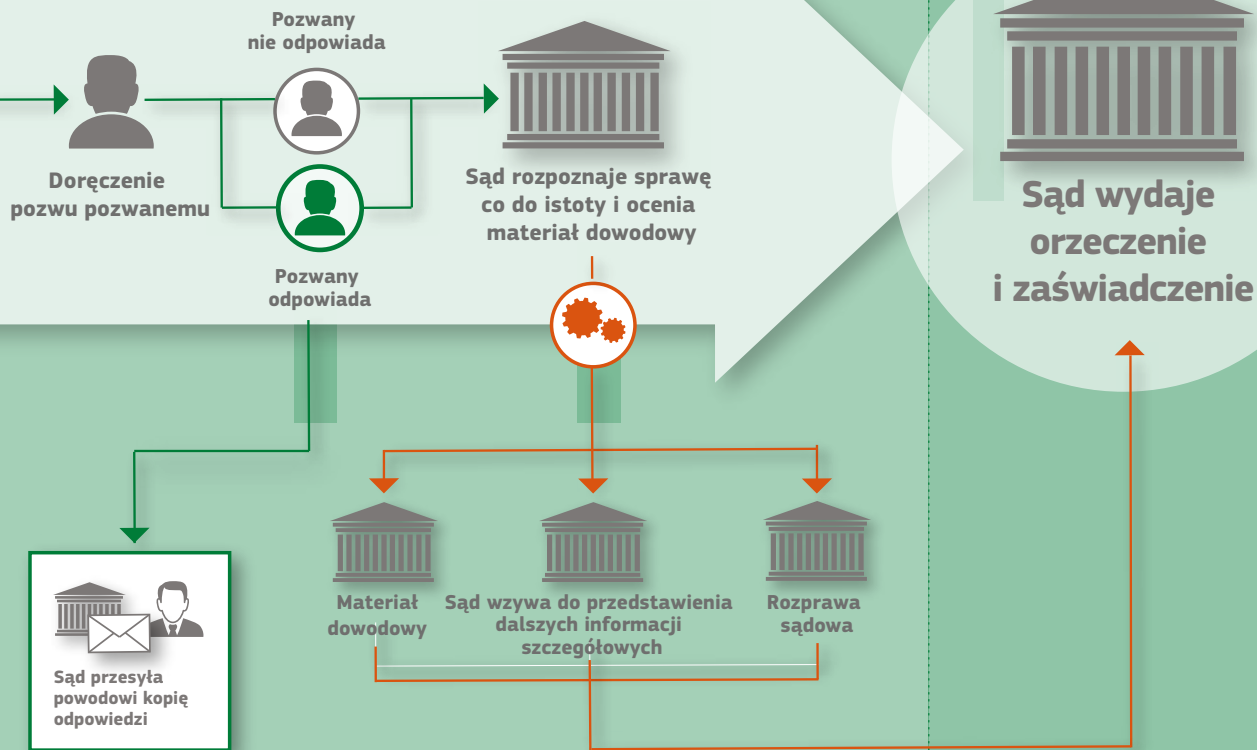 Pozwany
nie odpowiada
Doręczenie
pozwu pozwanemu
Pozwany
odpowiada
Sąd rozpoznaje sprawę
co do istoty i ocenia
materiał dowodowy
Sąd wydaje
orzeczenie
i zaświadczenie
Materiał
dowodowy
Sąd wzywa do przedstawienia
dalszych informacji
szczegółowych
Rozprawa
sądowa
Sąd przesyła
powodowi kopię
odpowiedzi